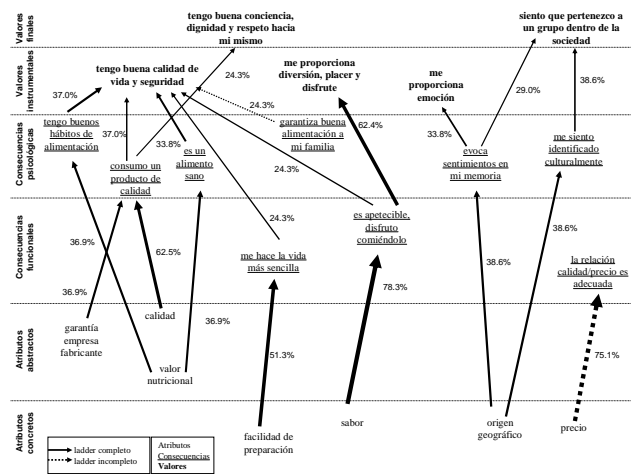 Valores
finales
tengo buena conciencia,
dignidad y respeto hacia
mi mismo
siento que pertenezco a
un grupo dentro de la
sociedad
Valores
instrumentales
tengo buena calidad de
vida y seguridad
me proporciona
diversión, placer y
disfrute
me
proporciona
emoción
37.0%
24.3%
24.3%
62.4%
33.8%
29.0%
38.6%
Consecuencias
psicológicas
tengo buenos
hábitos de
alimentación
37.0%
consumo un
producto de
calidad
33.8%
es un
alimento
sano
garantiza buena
alimentación a
mi familia
24.3%
evoca
sentimientos en
mi memoria
me siento
identificado
culturalmente
Consecuencias
funcionales
36.9%
36.9%
62.5%
24.3%
me hace la vida
más sencilla
es apetecible,
disfruto
comiéndolo
78.3%
38.6%
38.6%
la relación
calidad/precio es
adecuada
Atributos
abstractos
garantía
empresa
fabricante
calidad
valor
nutricional
36.9%
51.3%
75.1%
Atributos
concretos
facilidad de
preparación
sabor
origen
geográfico
precio
ladder completo
ladder incompleto
Atributos
Consecuencias
Valores